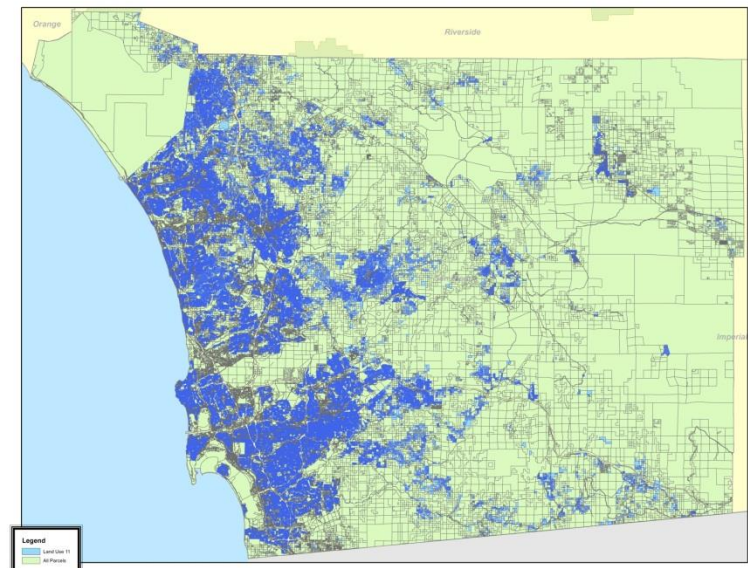 Orange
Riverside
Imperial
Legend
Land Use 11
All Parcels